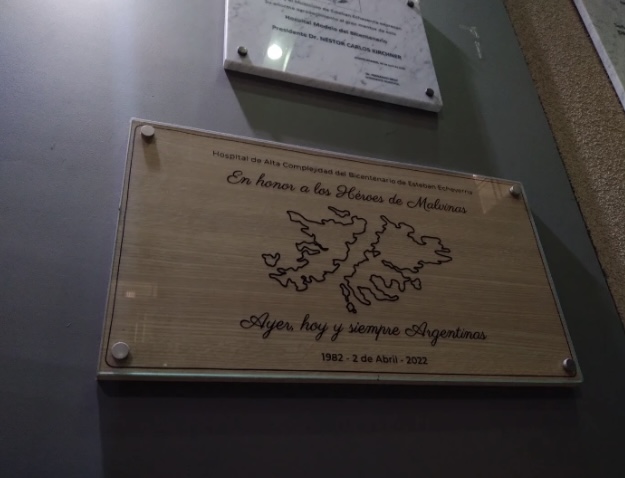 Hospital Modelo del Bicentenario
Presidente Dr. NESTOR CARLOS KIRCHNER
Hospital de Alta Complejidad del Bicentenario de Esteban Echeverria
En honor a los Héroes de Malvinas
Ayer, hoy y siempre Argentinas
1982 - 2 de Abril - 2022